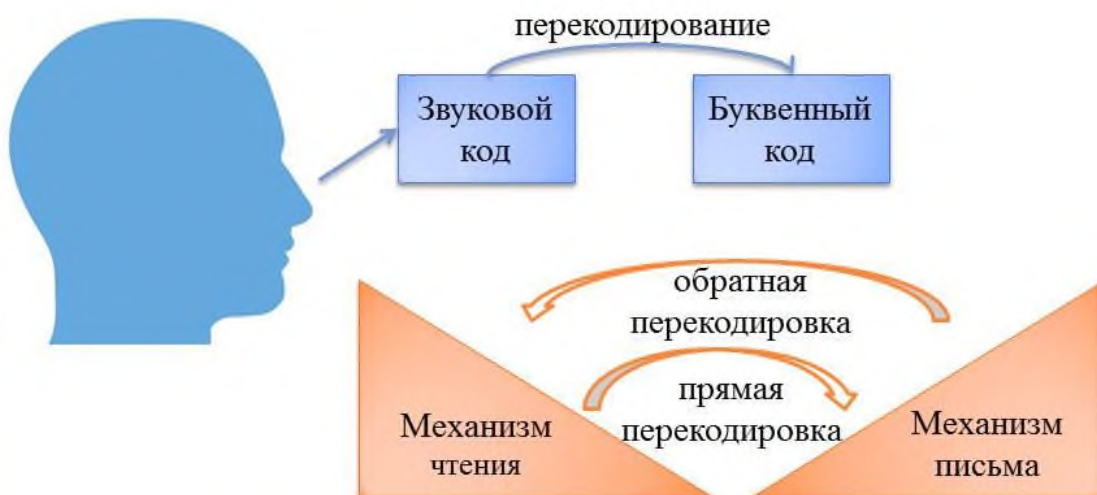 перекодирование
Звуковой
код
Буквенный
код
обратная
перекодировка
прямая
перекодировка
Механизм
чтения
Механизм
письма